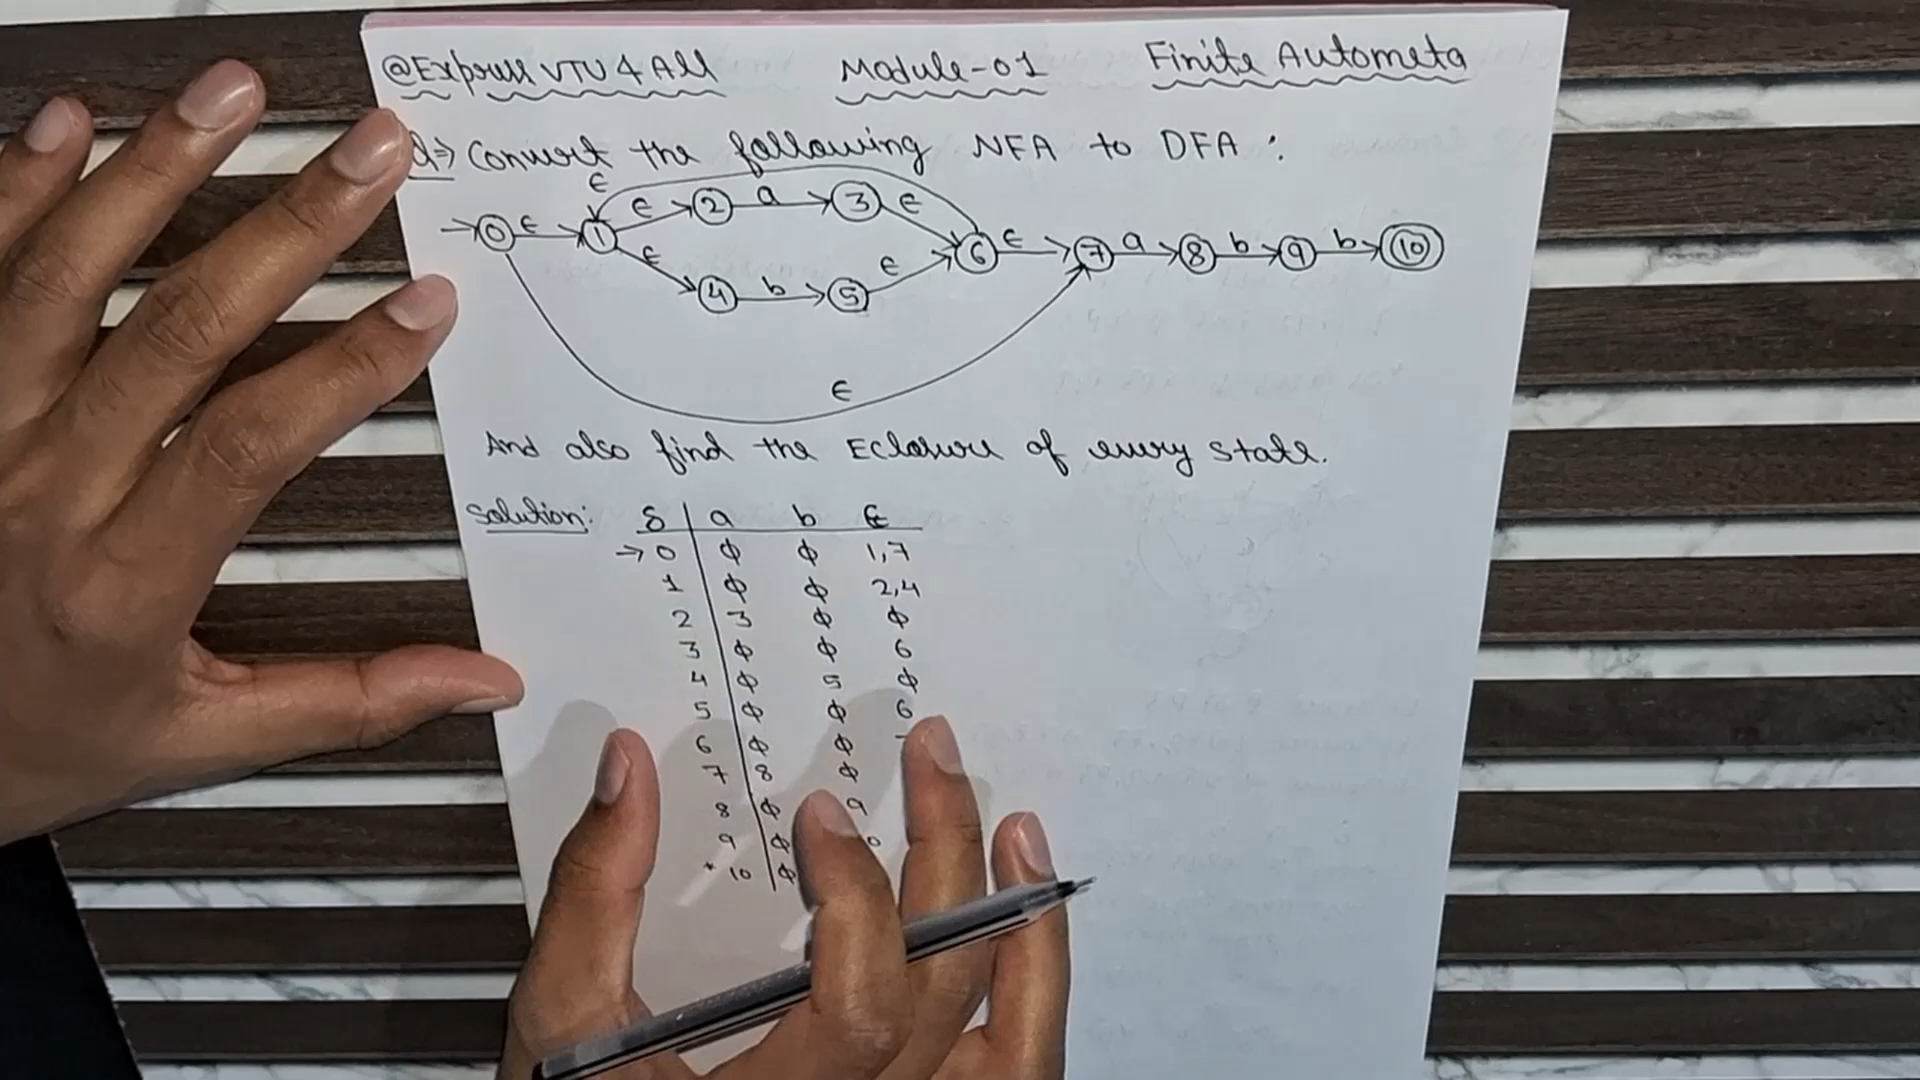 @Express VTU 4 All Module-01 Finite Autometa
Q⇒ Convert the following NFA to DFA :
ϵ
ϵ 2 a 3 ϵ
→ 0 ϵ 1 6 ϵ 7 a 8 b 9 b 10
ϵ 4 b 5 ϵ
ϵ
And also find the Eclosure of every state.
Solution: δ a b ϵ
→ 0 ϕ ϕ 1,7
1 ϕ ϕ 2,4
2 3 ϕ ϕ
3 ϕ ϕ 6
4 ϕ 5 ϕ
5 ϕ ϕ 6
6 ϕ ϕ
7 8 ϕ
8 ϕ 9
9 ϕ
* 10 ϕ